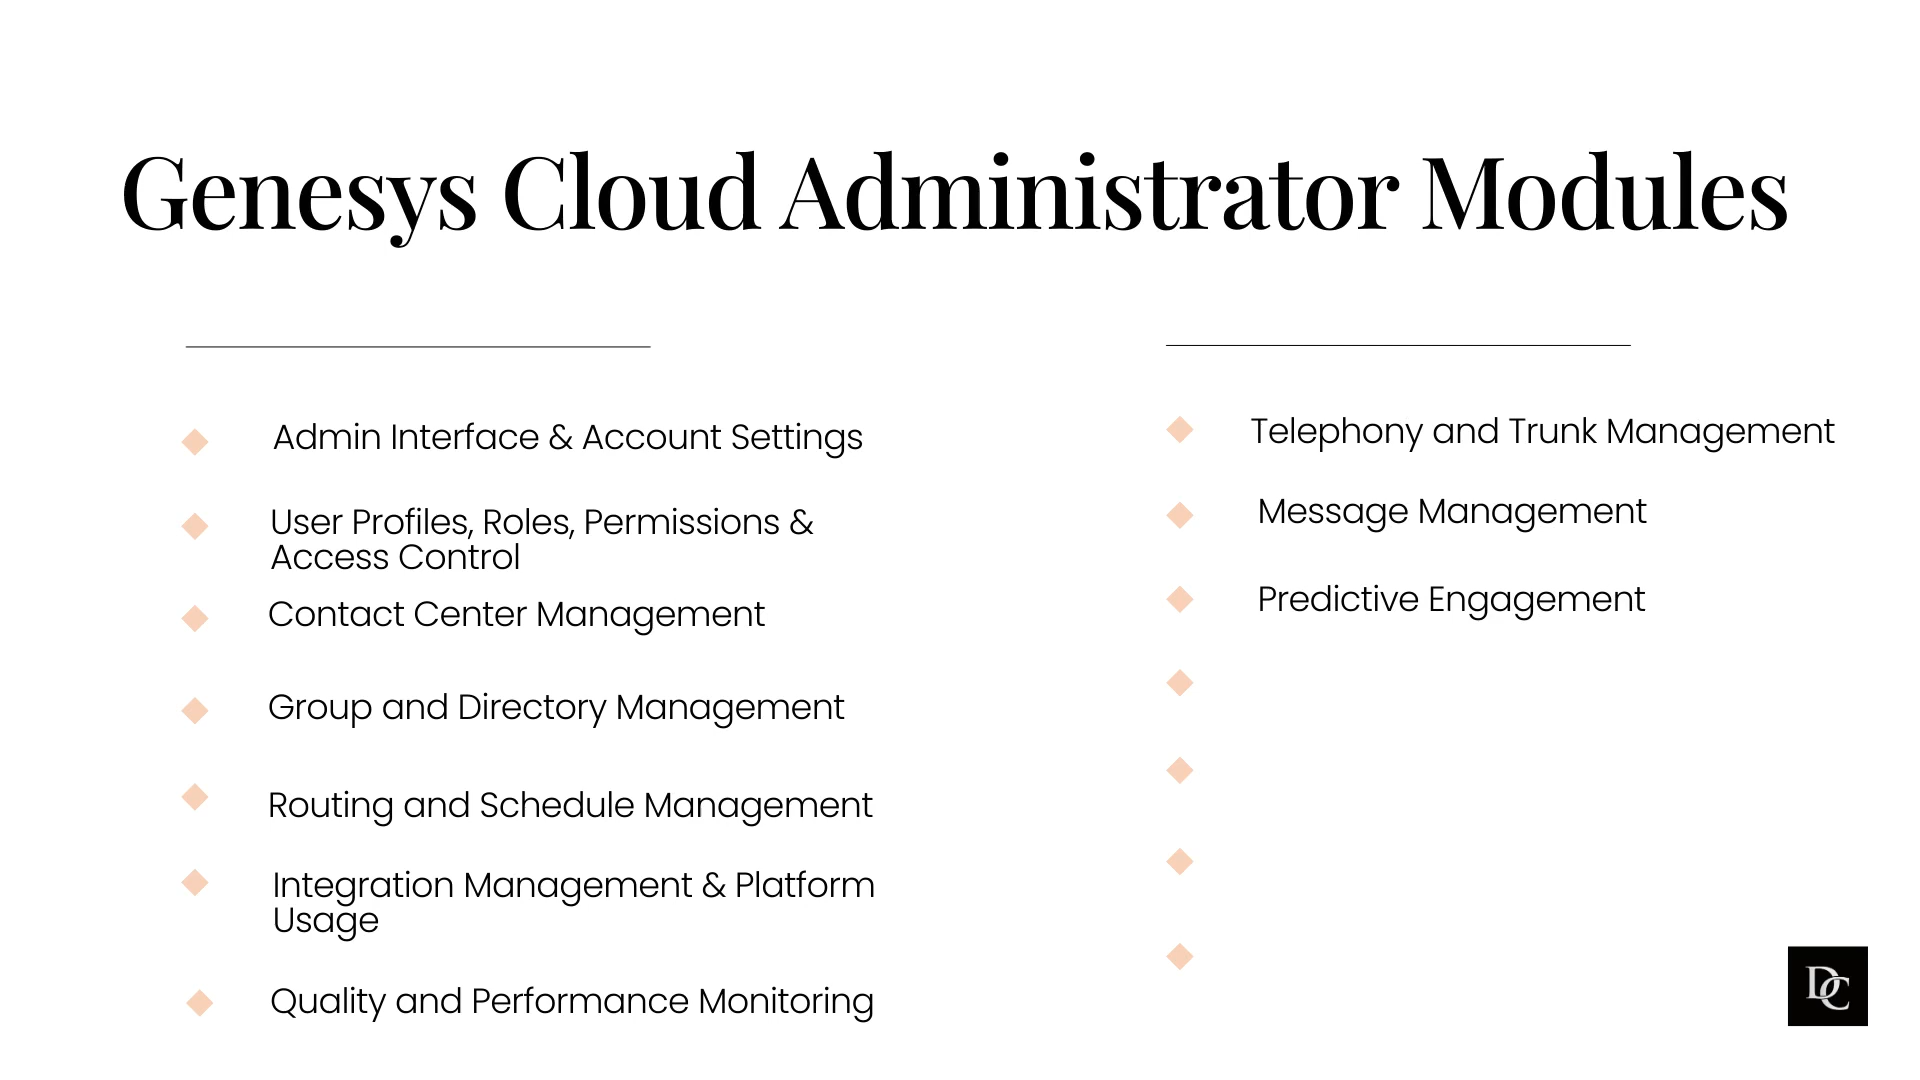 Genesys Cloud Administrator Modules
Admin Interface & Account Settings
User Profiles, Roles, Permissions &
Access Control
Contact Center Management
Group and Directory Management
Routing and Schedule Management
Integration Management & Platform
Usage
Quality and Performance Monitoring
Telephony and Trunk Management
Message Management
Predictive Engagement
DC